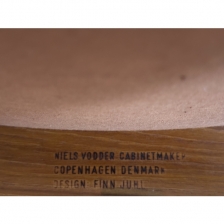 NIELS VODDER CABINETMAKER
COPENHAGEN DENMARK
DESIGN FINN JUHL